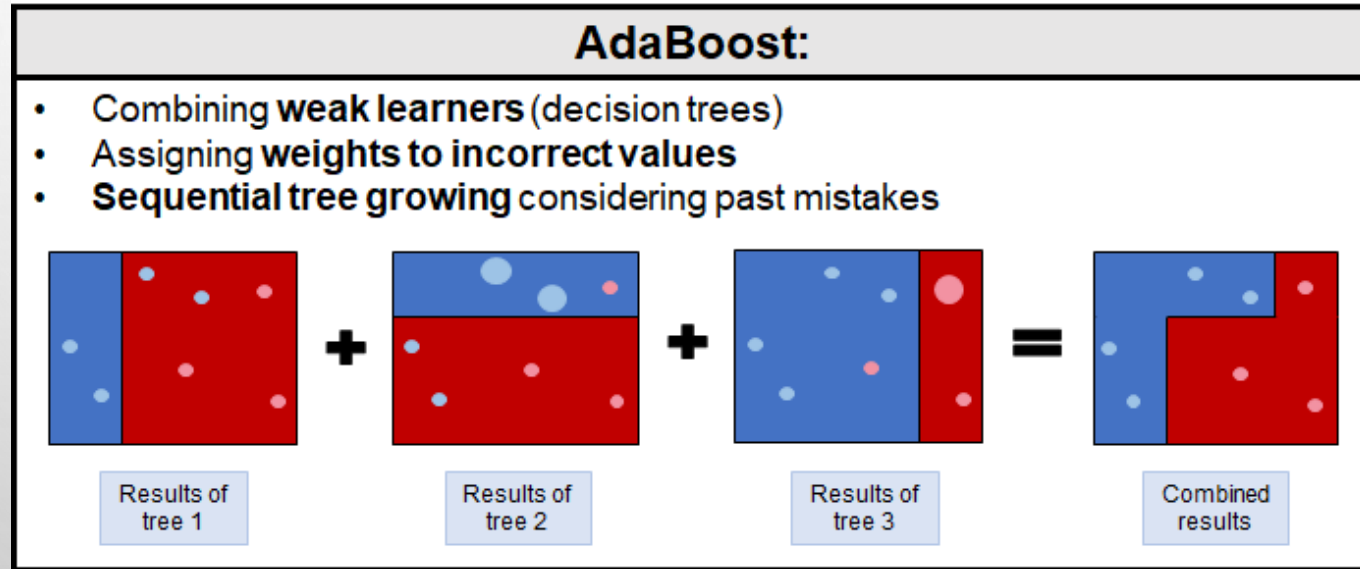 AdaBoost:
• Combining weak learners (decision trees)
• Assigning weights to incorrect values
• Sequential tree growing considering past mistakes
Results of
tree 1
Results of
tree 2
Results of
tree 3
Combined
results